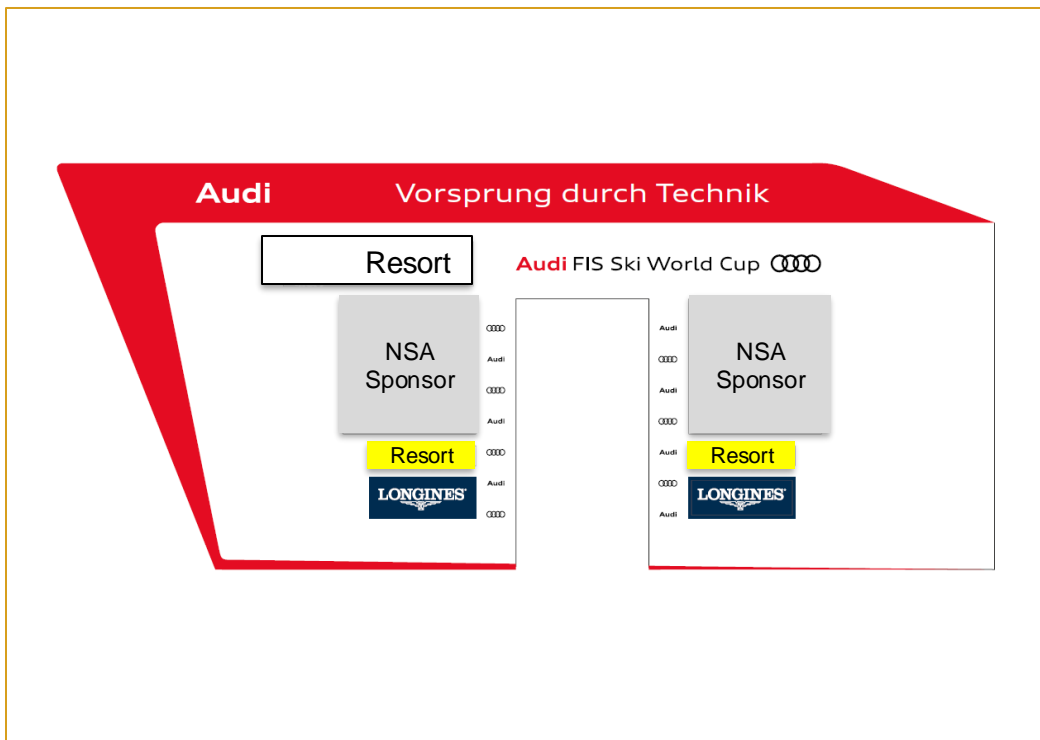 Audi Vorsprung durch Technik
Resort
Audi FIS Ski World Cup
NSA
Sponsor
Audi
Audi
Audi
Resort
LONGINES
Audi
Audi
Audi
Audi
NSA
Sponsor
Resort
LONGINES